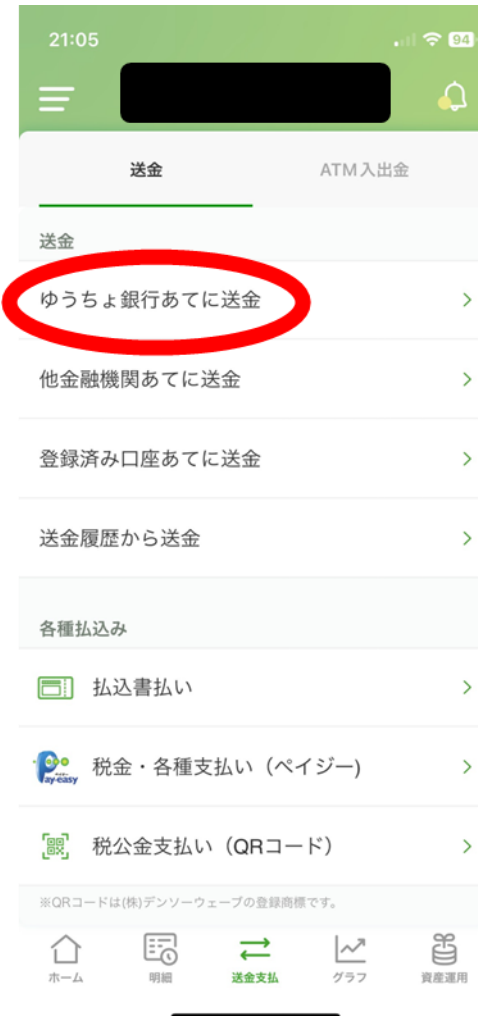 21:05
94
送金 ATM入出金
送金
ゆうちょ銀行あてに送金
他金融機関あてに送金
登録済み口座あてに送金
送金履歴から送金
各種払込み
払込書払い
Pay-easy
税金・各種支払い（ペイジー)
税公金支払い（QRコード）
※QRコードは(株)デンソーウェーブの登録商標です。
ホーム 明細 送金支払 グラフ 資産運用